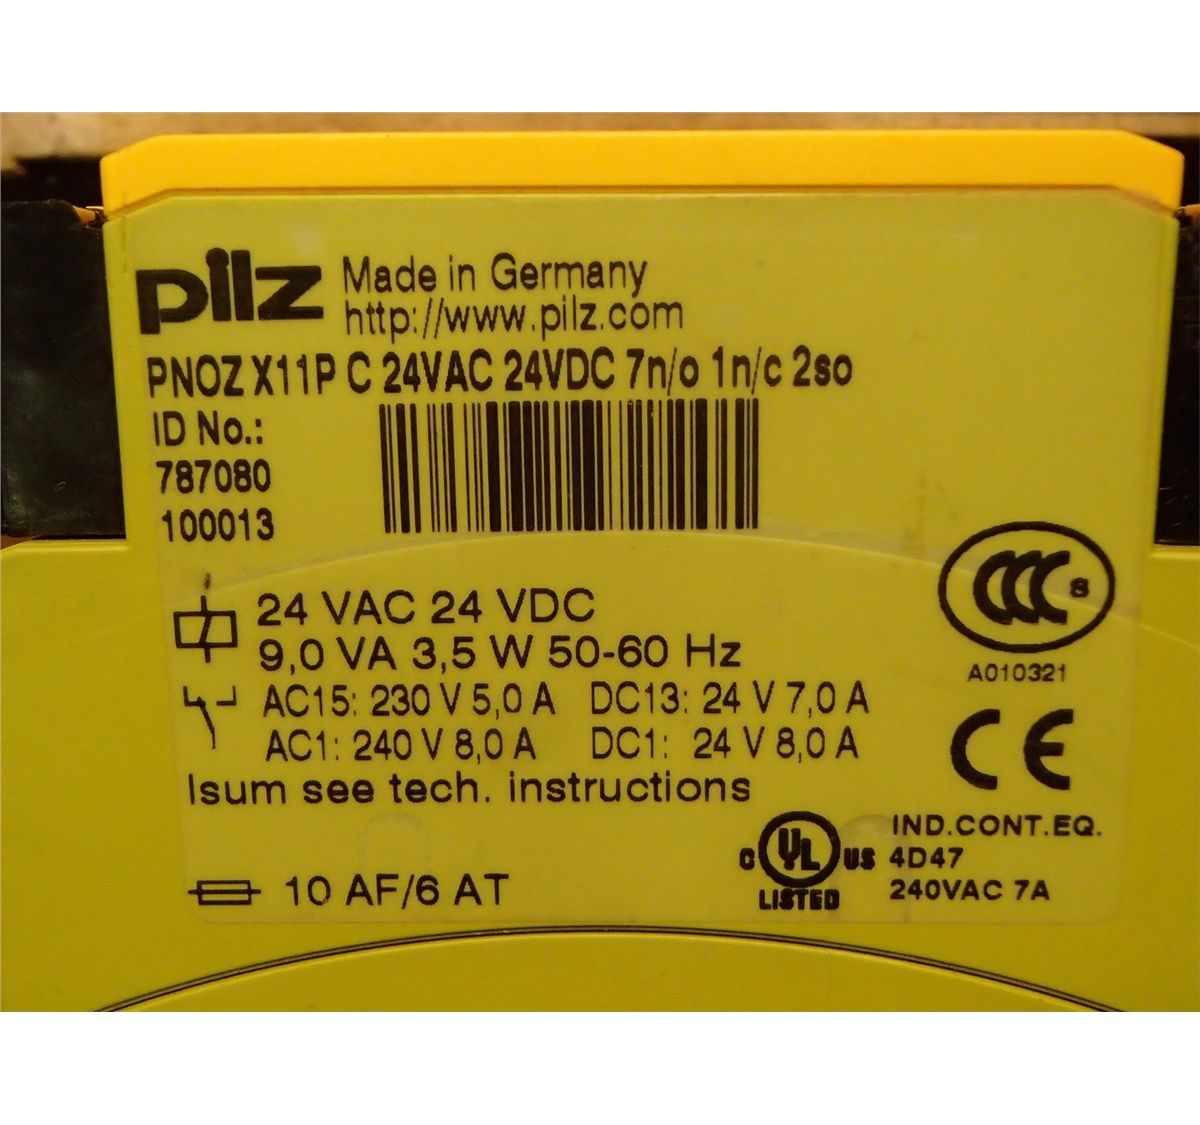 pilz Made in Germany
http://www.pilz.com
PNOZ X11P C 24VAC 24VDC 7n/o 1n/c 2so
ID No.:
787080
100013
CCC S
A010321
24 VAC 24 VDC
9,0 VA 3,5 W 50-60 Hz
AC15: 230 V 5,0 A DC13: 24 V 7,0 A
AC1: 240 V 8,0 A DC1: 24 V 8,0 A
CE
Isum see tech. instructions
10 AF/6 AT
C UL US
LISTED
IND.CONT.EQ.
4D47
240VAC 7A